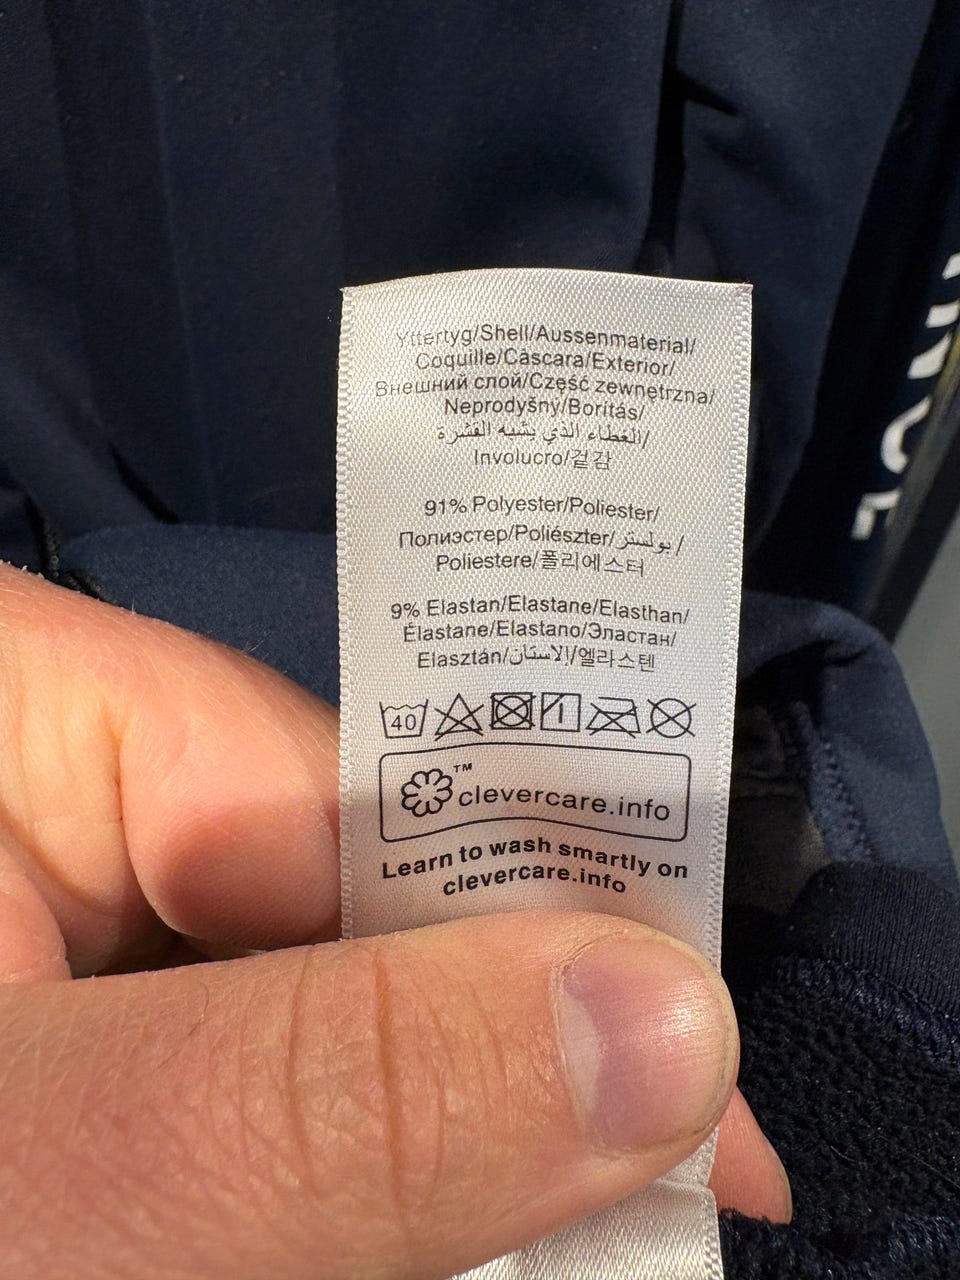 Yttertyg/Shell/Aussenmaterial/
Coquille/Cáscara/Exterior/
Внешний слой/Część zewnętrzna/
Neprodyšný/Borítás/
الغطاء الذي يشبه القشرة/
Involucro/겉감
91% Polyester/Poliester/
Полиэстер/Poliészter/بوليستر/
Poliestere/폴리에스터
9% Elastan/Elastane/Elasthan/
Élastane/Elastano/Эластан/
Elasztán/الاستان/엘라스텐
40
clevercare.info™
Learn to wash smartly on
clevercare.info